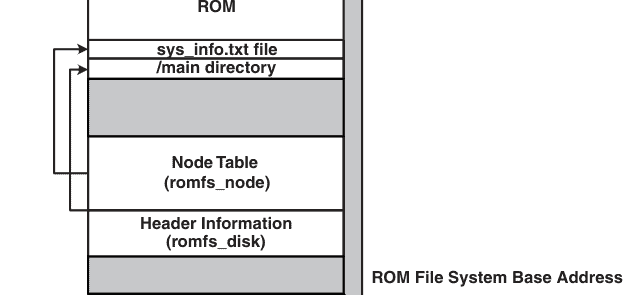 ROM
sys_info.txt file
/main directory
Node Table
(romfs_node)
Header Information
(romfs_disk)
ROM File System Base Address